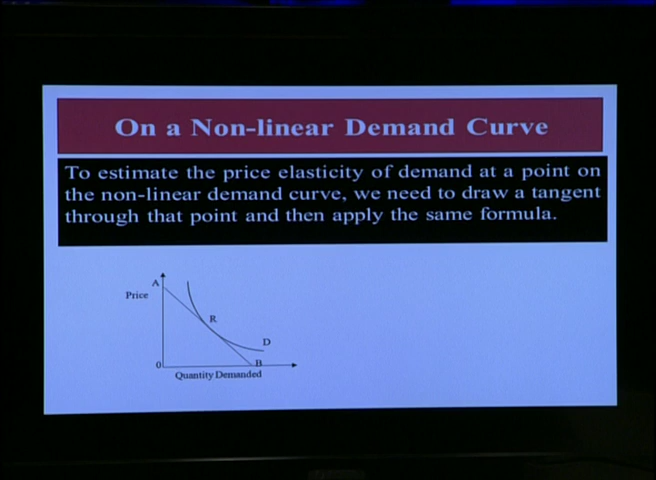 On a Non-linear Demand Curve
To estimate the price elasticity of demand at a point on
the non-linear demand curve, we need to draw a tangent
through that point and then apply the same formula.
A
Price
R
D
0
B
Quantity Demanded